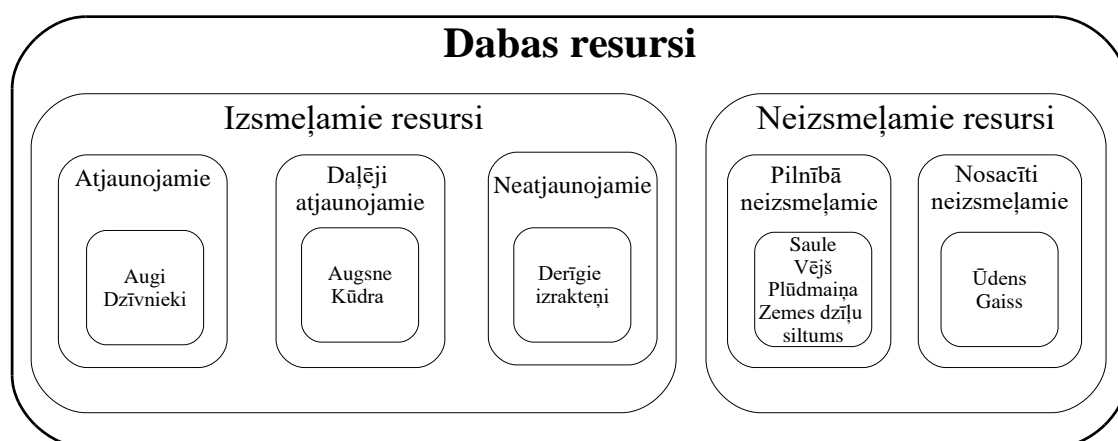 Dabas resursi
Izsmeļamie resursi
Atjaunojamie
Augi
Dzīvnieki
Daļēji
atjaunojamie
Augsne
Kūdra
Neatjaunojamie
Derīgie
izrakteņi
Neizsmeļamie resursi
Pilnībā
neizsmeļamie
Saule
Vējš
Plūdmaiņa
Zemes dzīļu
siltums
Nosacīti
neizsmeļamie
Ūdens
Gaiss